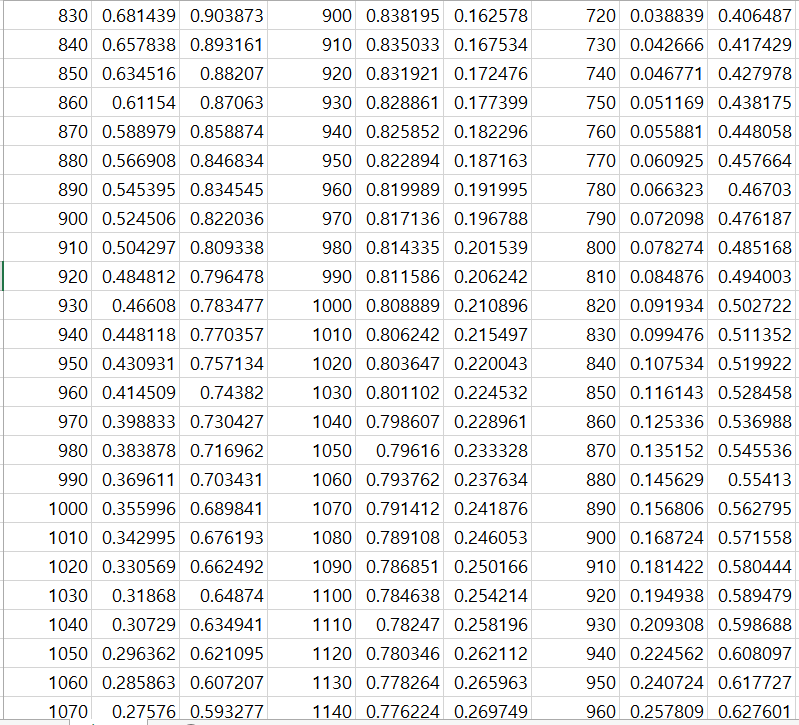 830 0.681439 0.903873 900 0.838195 0.162578 720 0.038839 0.406487
840 0.657838 0.893161 910 0.835033 0.167534 730 0.042666 0.417429
850 0.634516 0.88207 920 0.831921 0.172476 740 0.046771 0.427978
860 0.61154 0.87063 930 0.828861 0.177399 750 0.051169 0.438175
870 0.588979 0.858874 940 0.825852 0.182296 760 0.055881 0.448058
880 0.566908 0.846834 950 0.822894 0.187163 770 0.060925 0.457664
890 0.545395 0.834545 960 0.819989 0.191995 780 0.066323 0.46703
900 0.524506 0.822036 970 0.817136 0.196788 790 0.072098 0.476187
910 0.504297 0.809338 980 0.814335 0.201539 800 0.078274 0.485168
920 0.484812 0.796478 990 0.811586 0.206242 810 0.084876 0.494003
930 0.46608 0.783477 1000 0.808889 0.210896 820 0.091934 0.502722
940 0.448118 0.770357 1010 0.806242 0.215497 830 0.099476 0.511352
950 0.430931 0.757134 1020 0.803647 0.220043 840 0.107534 0.519922
960 0.414509 0.74382 1030 0.801102 0.224532 850 0.116143 0.528458
970 0.398833 0.730427 1040 0.798607 0.228961 860 0.125336 0.536988
980 0.383878 0.716962 1050 0.79616 0.233328 870 0.135152 0.545536
990 0.369611 0.703431 1060 0.793762 0.237634 880 0.145629 0.55413
1000 0.355996 0.689841 1070 0.791412 0.241876 890 0.156806 0.562795
1010 0.342995 0.676193 1080 0.789108 0.246053 900 0.168724 0.571558
1020 0.330569 0.662492 1090 0.786851 0.250166 910 0.181422 0.580444
1030 0.31868 0.64874 1100 0.784638 0.254214 920 0.194938 0.589479
1040 0.30729 0.634941 1110 0.78247 0.258196 930 0.209308 0.598688
1050 0.296362 0.621095 1120 0.780346 0.262112 940 0.224562 0.608097
1060 0.285863 0.607207 1130 0.778264 0.265963 950 0.240724 0.617727
1070 0.27576 0.593277 1140 0.776224 0.269749 960 0.257809 0.627601